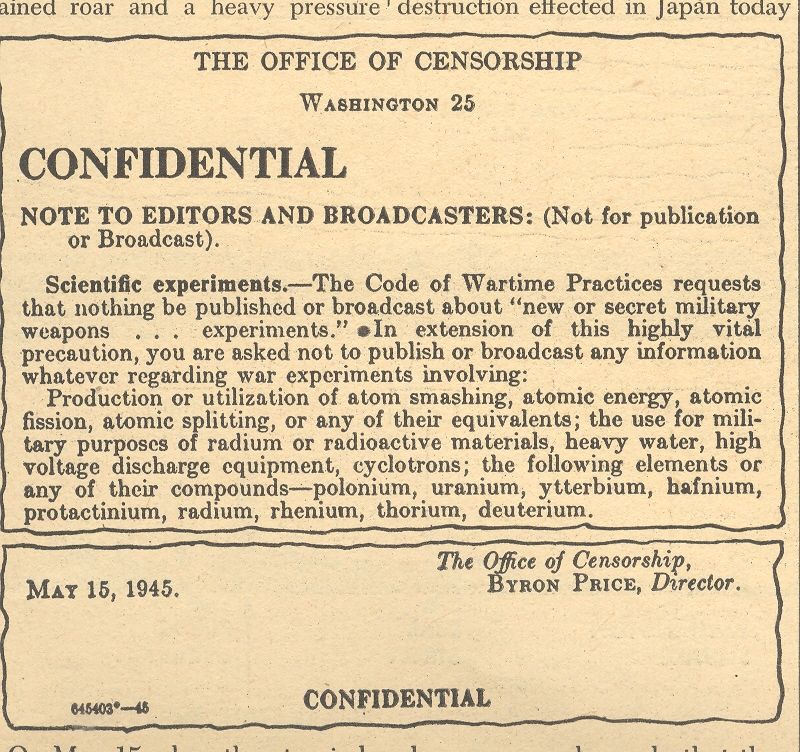 ained roar and a heavy pressure destruction effected in Japan today
THE OFFICE OF CENSORSHIP
WASHINGTON 25
CONFIDENTIAL
NOTE TO EDITORS AND BROADCASTERS: (Not for publication
or Broadcast).
Scientific experiments.—The Code of Wartime Practices requests
that nothing be published or broadcast about "new or secret military
weapons . . . experiments." In extension of this highly vital
precaution, you are asked not to publish or broadcast any information
whatever regarding war experiments involving:
Production or utilization of atom smashing, atomic energy, atomic
fission, atomic splitting, or any of their equivalents; the use for mili-
tary purposes of radium or radioactive materials, heavy water, high
voltage discharge equipment, cyclotrons; the following elements or
any of their compounds—polonium, uranium, ytterbium, hafnium,
protactinium, radium, rhenium, thorium, deuterium.
The Office of Censorship,
BYRON PRICE, Director.
MAY 15, 1945.
645403°—45
CONFIDENTIAL
On May 15
that the